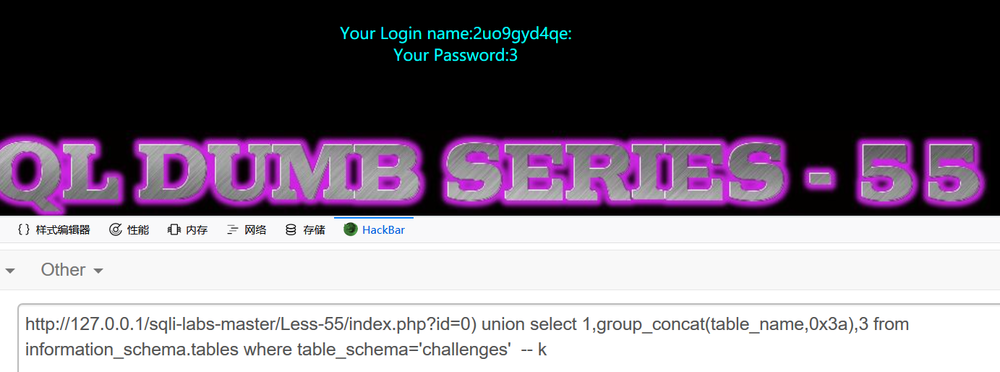 Your Login name:2uo9gyd4qe:
Your Password:3
QL DUMB SERIES - 55
样式编辑器 性能 内存 网络 存储 HackBar
Other
http://127.0.0.1/sqli-labs-master/Less-55/index.php?id=0) union select 1,group_concat(table_name,0x3a),3 from
information_schema.tables where table_schema='challenges'  -- k